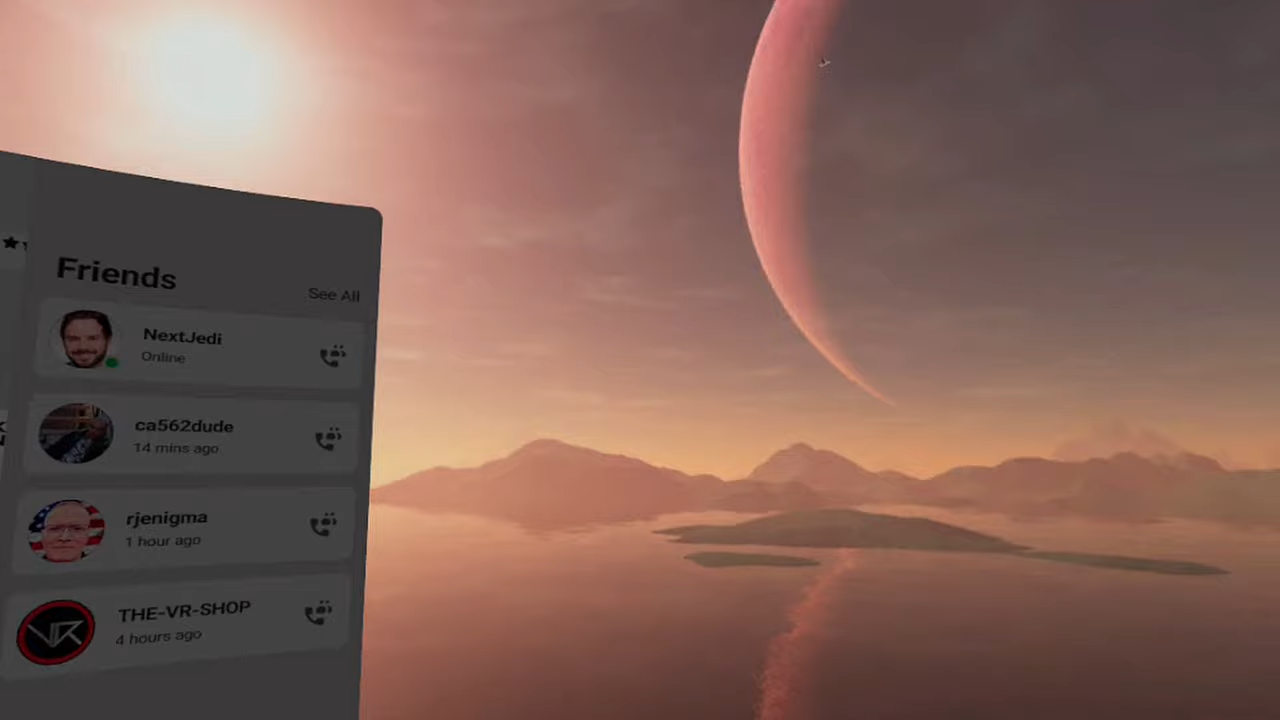 Friends
See All
NextJedi
Online
ca562dude
14 mins ago
rjenigma
1 hour ago
THE-VR-SHOP
4 hours ago
VR